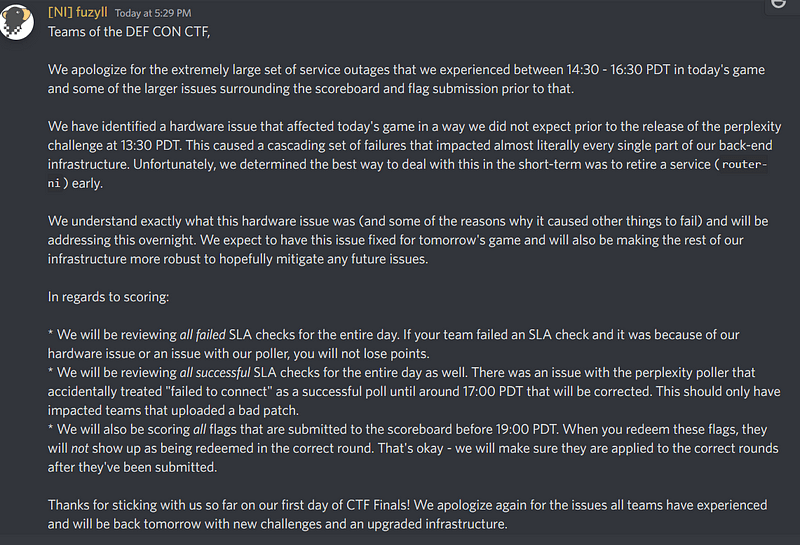 [NI] fuzyll Today at 5:29 PM
Teams of the DEF CON CTF,
We apologize for the extremely large set of service outages that we experienced between 14:30 - 16:30 PDT in today's game
and some of the larger issues surrounding the scoreboard and flag submission prior to that.
We have identified a hardware issue that affected today's game in a way we did not expect prior to the release of the perplexity
challenge at 13:30 PDT. This caused a cascading set of failures that impacted almost literally every single part of our back-end
infrastructure. Unfortunately, we determined the best way to deal with this in the short-term was to retire a service (router-
ni) early.
We understand exactly what this hardware issue was (and some of the reasons why it caused other things to fail) and will be
addressing this overnight. We expect to have this issue fixed for tomorrow's game and will also be making the rest of our
infrastructure more robust to hopefully mitigate any future issues.
In regards to scoring:
* We will be reviewing all failed SLA checks for the entire day. If your team failed an SLA check and it was because of our
hardware issue or an issue with our poller, you will not lose points.
* We will be reviewing all successful SLA checks for the entire day as well. There was an issue with the perplexity poller that
accidentally treated "failed to connect" as a successful poll until around 17:00 PDT that will be corrected. This should only have
impacted teams that uploaded a bad patch.
* We will also be scoring all flags that are submitted to the scoreboard before 19:00 PDT. When you redeem these flags, they
will not show up as being redeemed in the correct round. That's okay - we will make sure they are applied to the correct rounds
after they've been submitted.
Thanks for sticking with us so far on our first day of CTF Finals! We apologize again for the issues all teams have experienced
and will be back tomorrow with new challenges and an upgraded infrastructure.